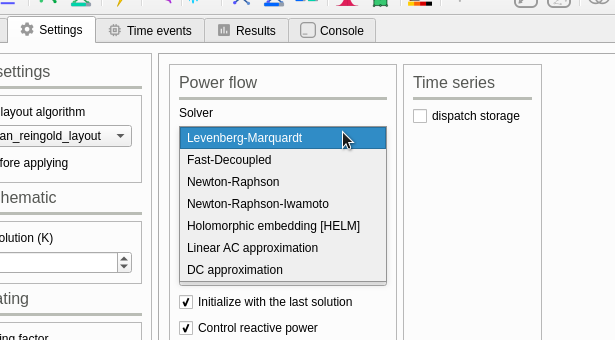 Settings
Time events
Results
Console
settings
layout algorithm
an_reingold_layout
fore applying
hematic
olution (K)
ating
ng factor
Power flow
Solver
Levenberg-Marquardt
Fast-Decoupled
Newton-Raphson
Newton-Raphson-Iwamoto
Holomorphic embedding [HELM]
Linear AC approximation
DC approximation
Initialize with the last solution
Control reactive power
Time series
dispatch storage